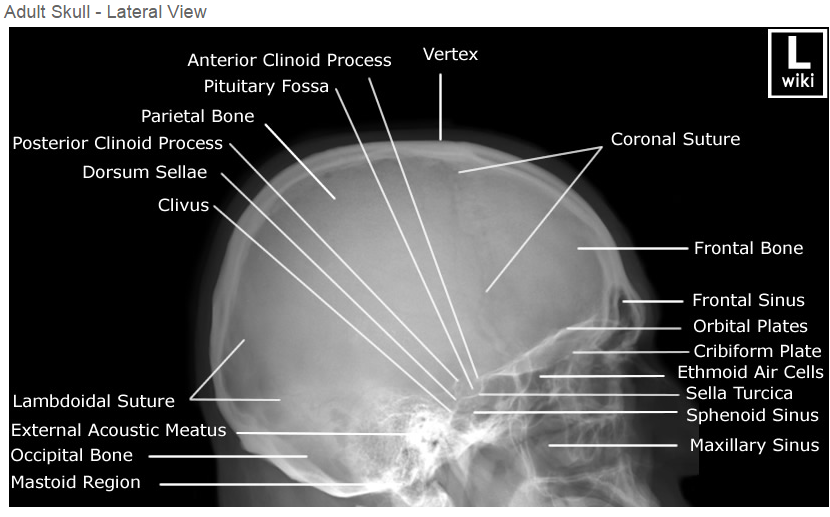 Adult Skull - Lateral View
L
wiki
Anterior Clinoid Process
Vertex
Pituitary Fossa
Parietal Bone
Coronal Suture
Posterior Clinoid Process
Dorsum Sellae
Clivus
Frontal Bone
Frontal Sinus
Orbital Plates
Cribiform Plate
Ethmoid Air Cells
Sella Turcica
Lambdoidal Suture
Sphenoid Sinus
External Acoustic Meatus
Maxillary Sinus
Occipital Bone
Mastoid Region